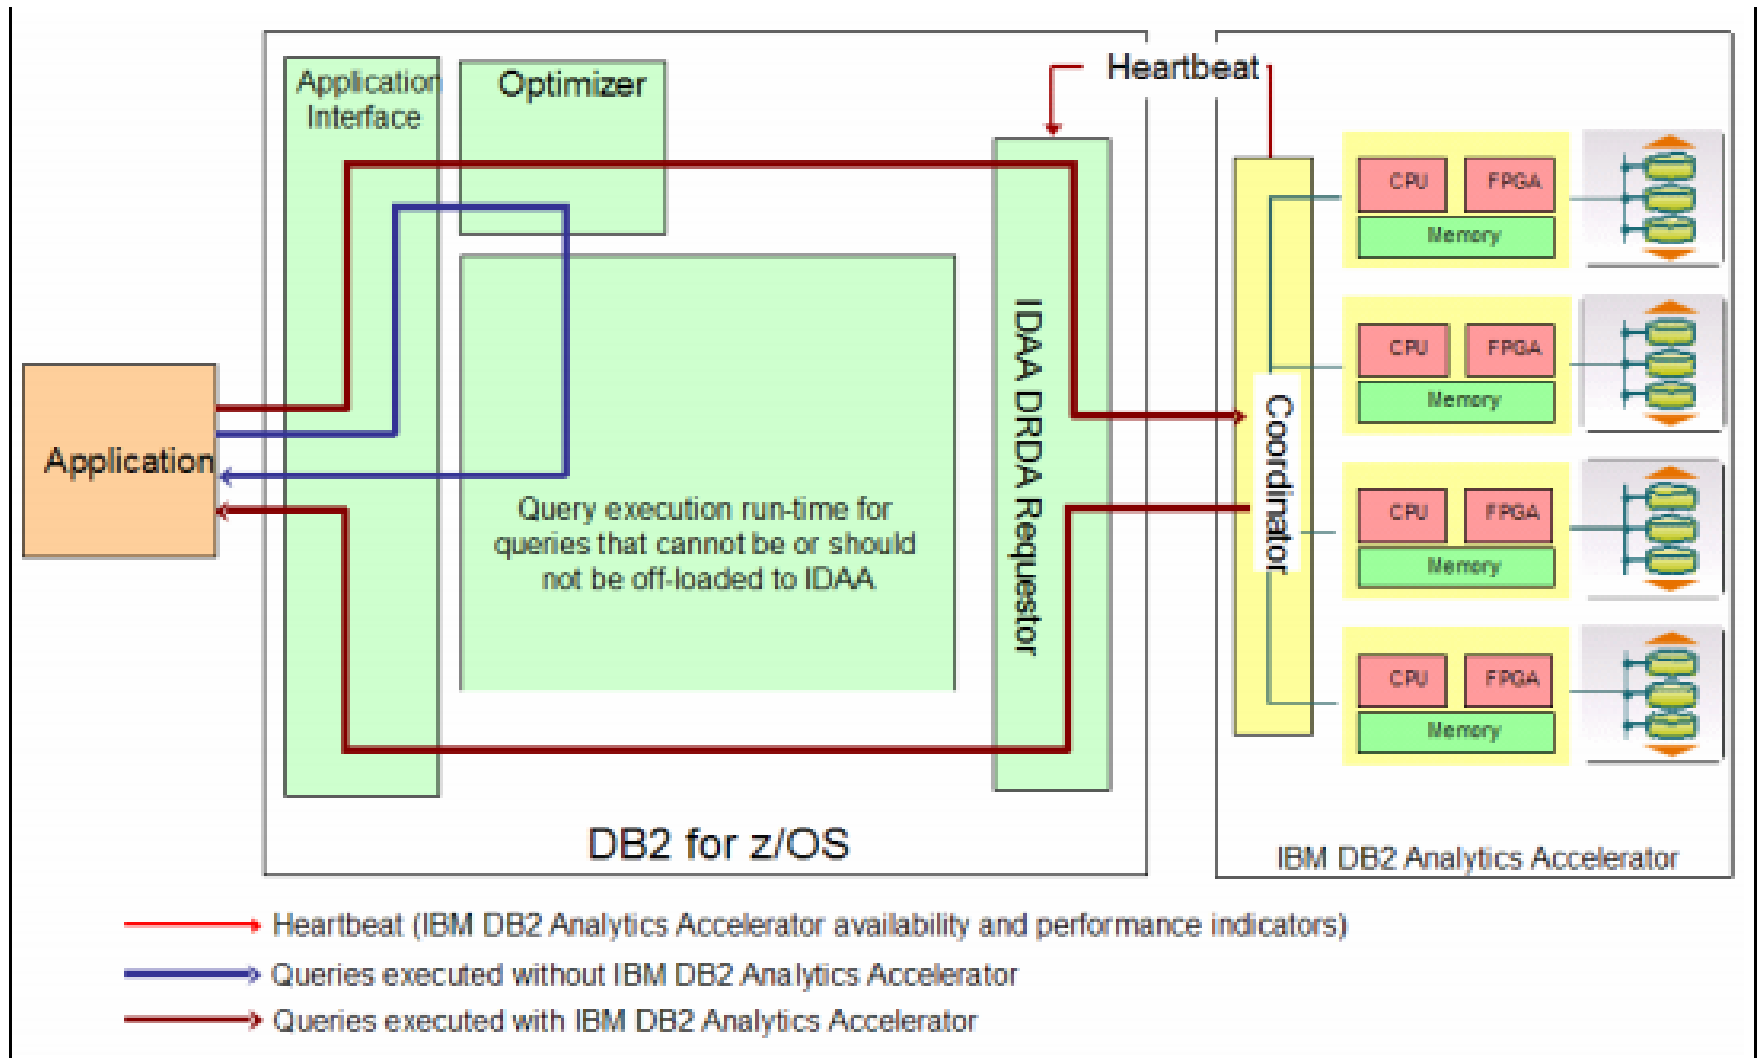 Application
Interface
Optimizer
Heartbeat
CPU FPGA
Memory
CPU FPGA
Memory
CPU FPGA
Memory
CPU FPGA
Memory
IDAA DRDA Requestor
Coordinator
Application
Query execution run-time for
queries that cannot be or should
not be off-loaded to IDAA
DB2 for z/OS
IBM DB2 Analytics Accelerator
Heartbeat (IBM DB2 Analytics Accelerator availability and performance indicators)
Queries executed without IBM DB2 Analytics Accelerator
Queries executed with IBM DB2 Analytics Accelerator